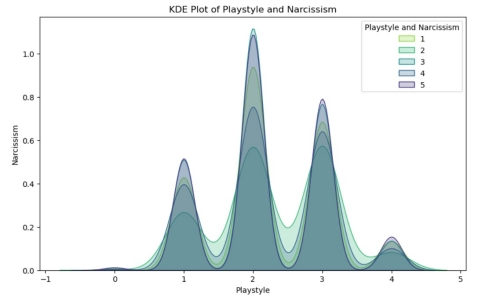 KDE Plot of Playstyle and Narcissism
Playstyle and Narcissism
1
2
3
4
5
Narcissism
1.0
0.8
0.6
0.4
0.2
0.0
−1 0 1 2 3 4 5
Playstyle